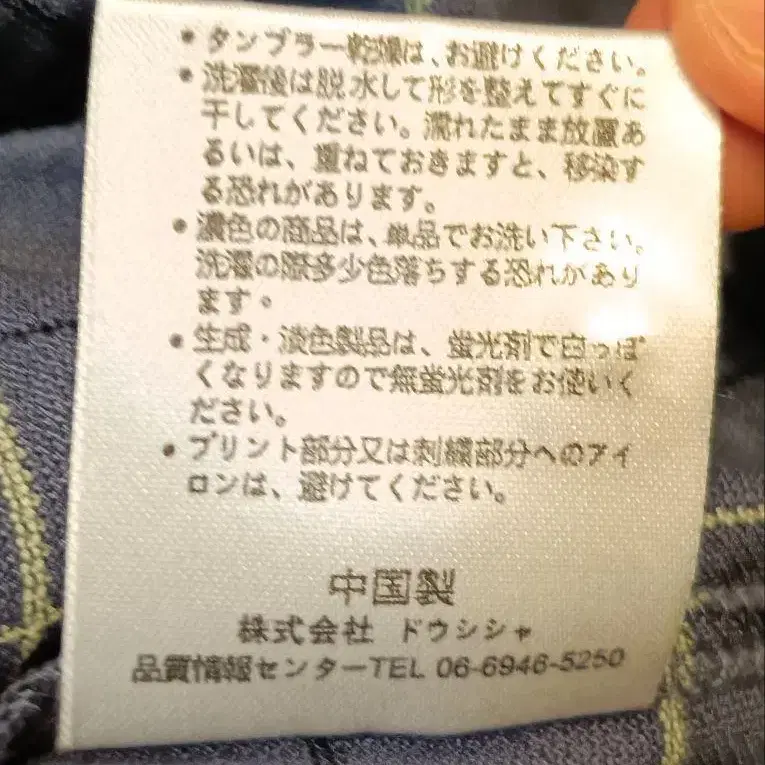 • タンブラー乾燥は、お避けください。
• 洗濯後は脱水して形を整えてすぐに
干してください。濡れたまま放置あ
るいは、重ねておきますと、移染す
る恐れがあります。
• 濃色の商品は、単品でお洗い下さい。
洗濯の際多少色落ちする恐れがあり
ます。
• 生成・淡色製品は、蛍光剤で白っぽ
くなりますので無蛍光剤をお使いく
ださい。
• プリント部分又は刺繍部分へのアイ
ロンは、避けてください。
中国製
株式会社 ドウシシャ
品質情報センターTEL 06-6946-5250